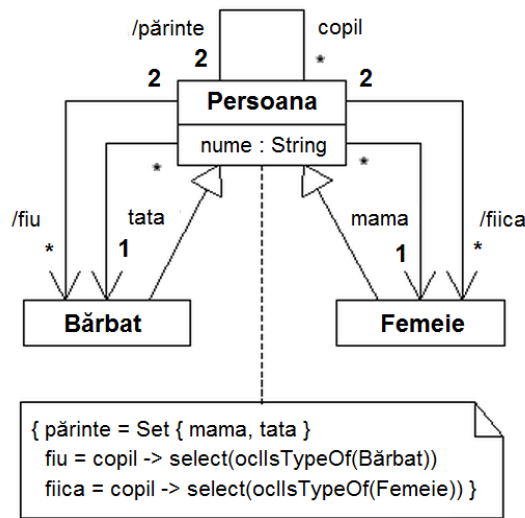 /părinte copil
2 *
2 Persoana 2
nume : String
* *
/fiu tata mama /fiica
* 1 1 *
Bărbat Femeie
{ părinte = Set { mama, tata }
fiu = copil -> select(oclIsTypeOf(Bărbat))
fiica = copil -> select(oclIsTypeOf(Femeie)) }